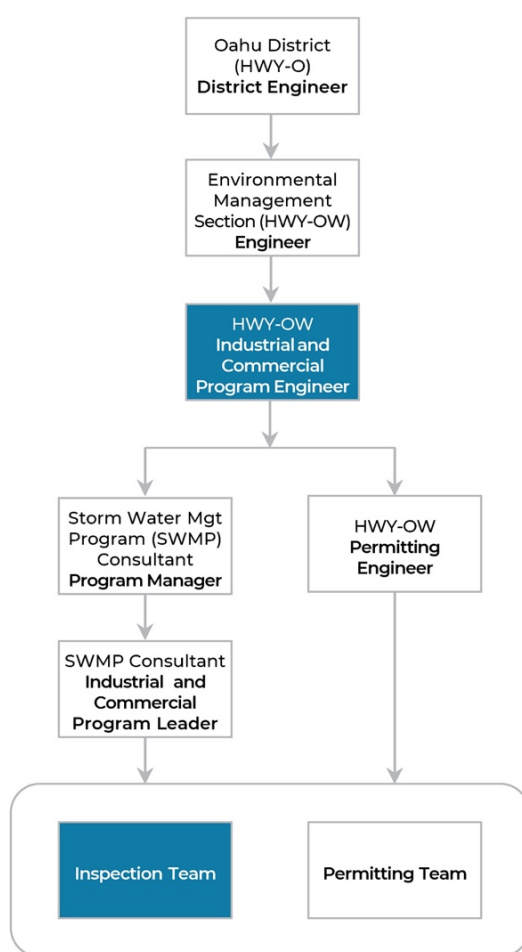 Oahu District
(HWY-O)
District Engineer
Environmental
Management
Section (HWY-OW)
Engineer
HWY-OW
Industrial and
Commercial
Program Engineer
Storm Water Mgt
Program (SWMP)
Consultant
Program Manager
HWY-OW
Permitting
Engineer
SWMP Consultant
Industrial and
Commercial
Program Leader
Inspection Team
Permitting Team